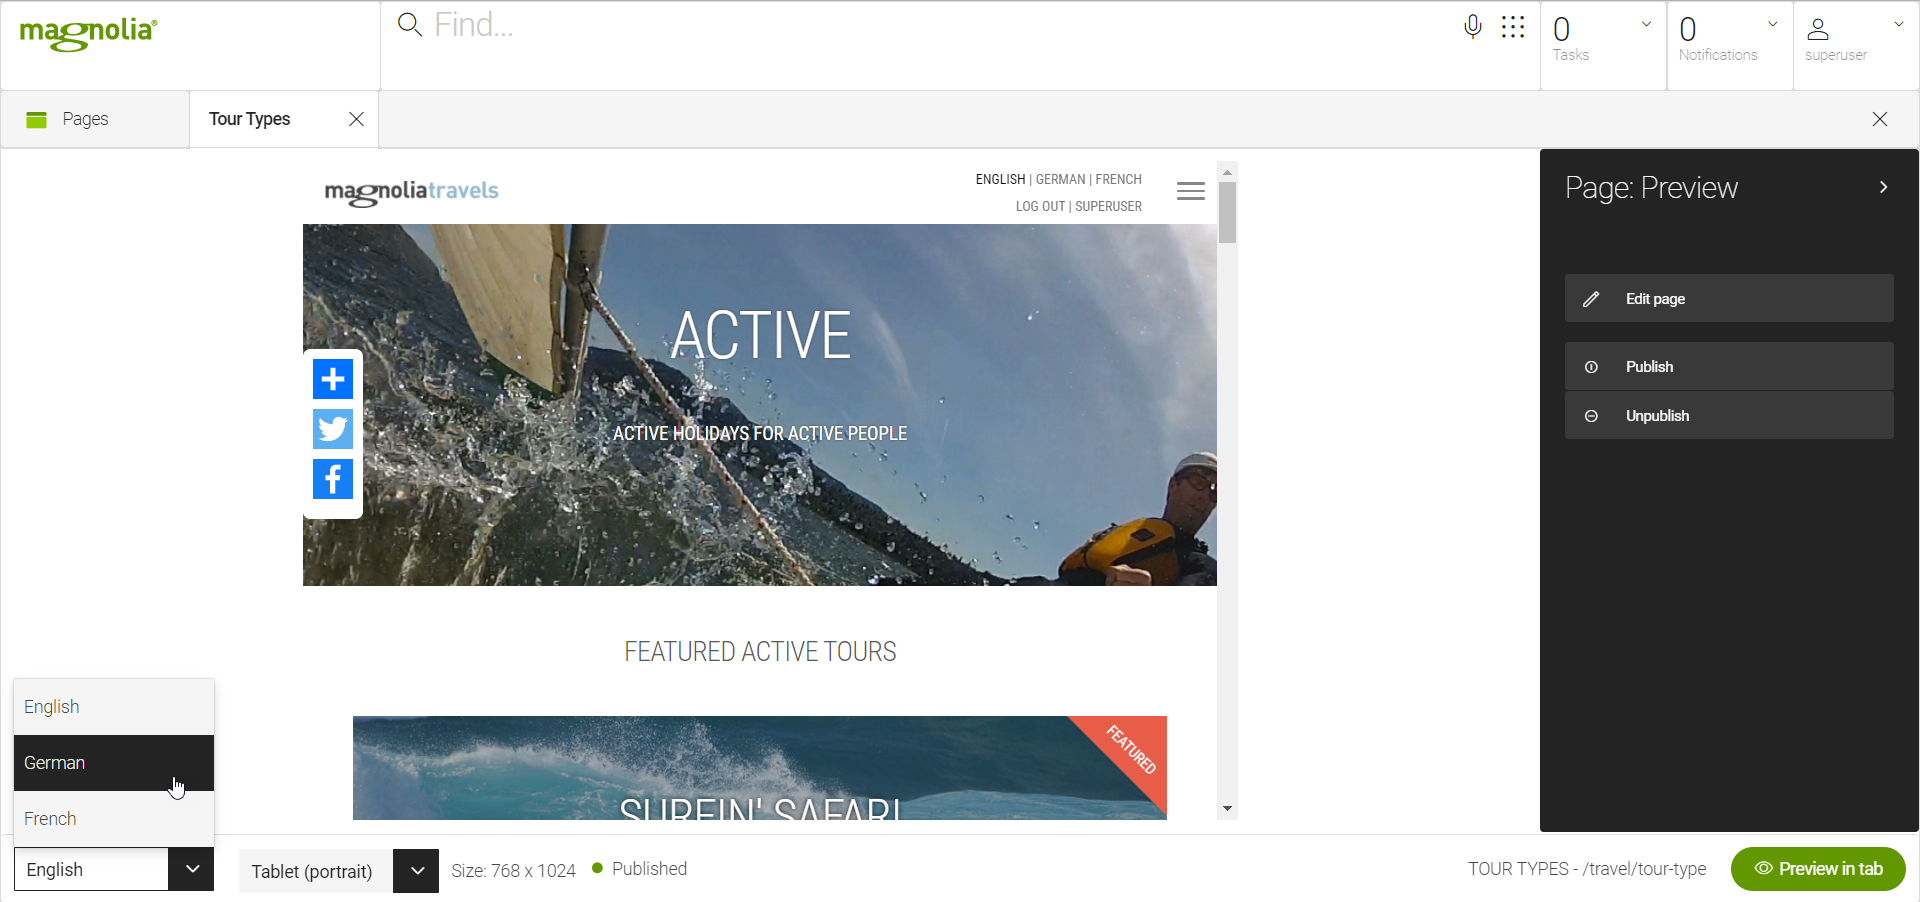 magnolia®
Find...
0
Tasks
0
Notifications
superuser
Pages
Tour Types
magnoliatravels
ENGLISH | GERMAN | FRENCH
LOG OUT | SUPERUSER
ACTIVE
ACTIVE HOLIDAYS FOR ACTIVE PEOPLE
FEATURED ACTIVE TOURS
FEATURED
SURFIN' SAFARI
Page: Preview
Edit page
Publish
Unpublish
English
German
French
English
Tablet (portrait)
Size: 768 x 1024
Published
TOUR TYPES - /travel/tour-type
Preview in tab